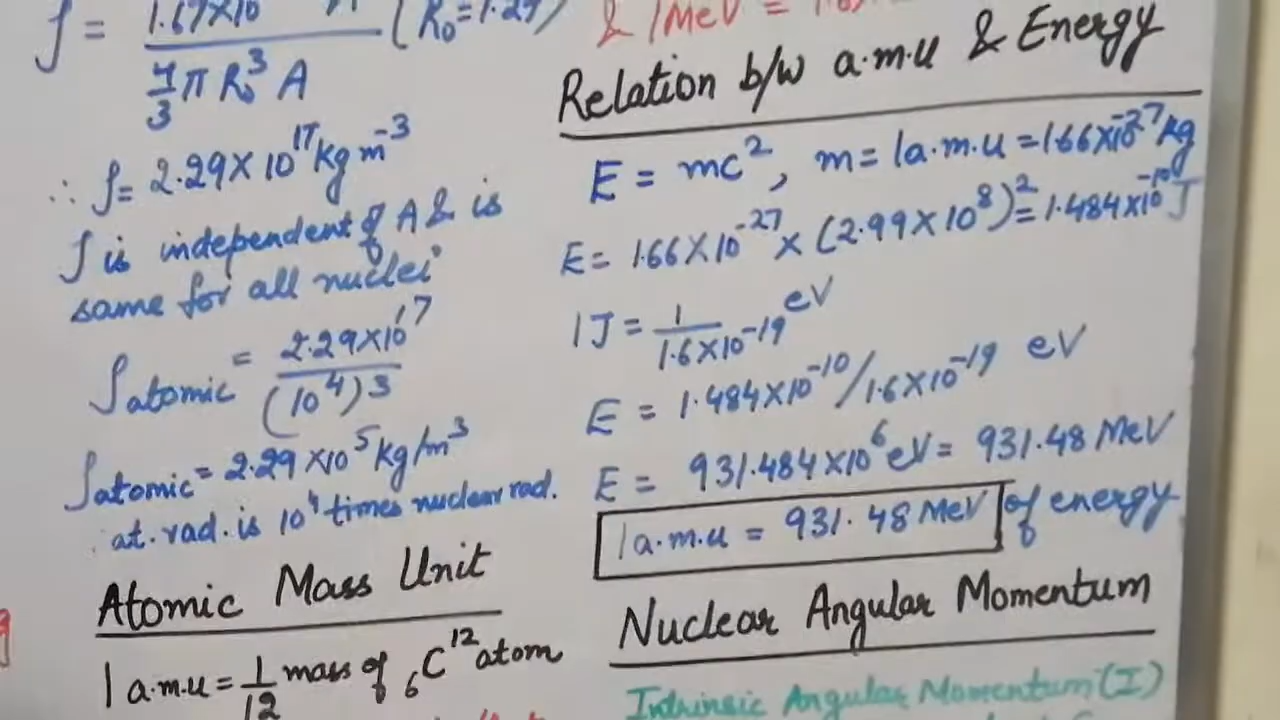 ρ = 1.67×10 A / 4/3 π R₀³ A (R₀=1.29)
∴ ρ= 2.29×10¹⁷ kg m⁻³
ρ is independent of A & is
same for all nuclei
ρatomic = 2.29×10¹⁷ / (10⁴)³
ρatomic = 2.29×10⁵ kg/m³
at. rad. is 10⁴ times nuclear rad.
Atomic Mass Unit
1 a.m.u = 1/12 mass of ₆C¹² atom
& 1MeV =
Relation b/w a.m.u & Energy
E = mc², m = 1a.m.u = 1.66×10⁻²⁷ kg
E = 1.66×10⁻²⁷ × (2.99×10⁸)² = 1.484×10⁻¹⁰ J
1J = 1 / 1.6×10⁻¹⁹ eV
E = 1.484×10⁻¹⁰/1.6×10⁻¹⁹ eV
E = 931.484×10⁶ eV = 931.48 MeV
1a.m.u = 931.48 MeV of energy
Nuclear Angular Momentum
Intrinsic Angular Momentum (I)